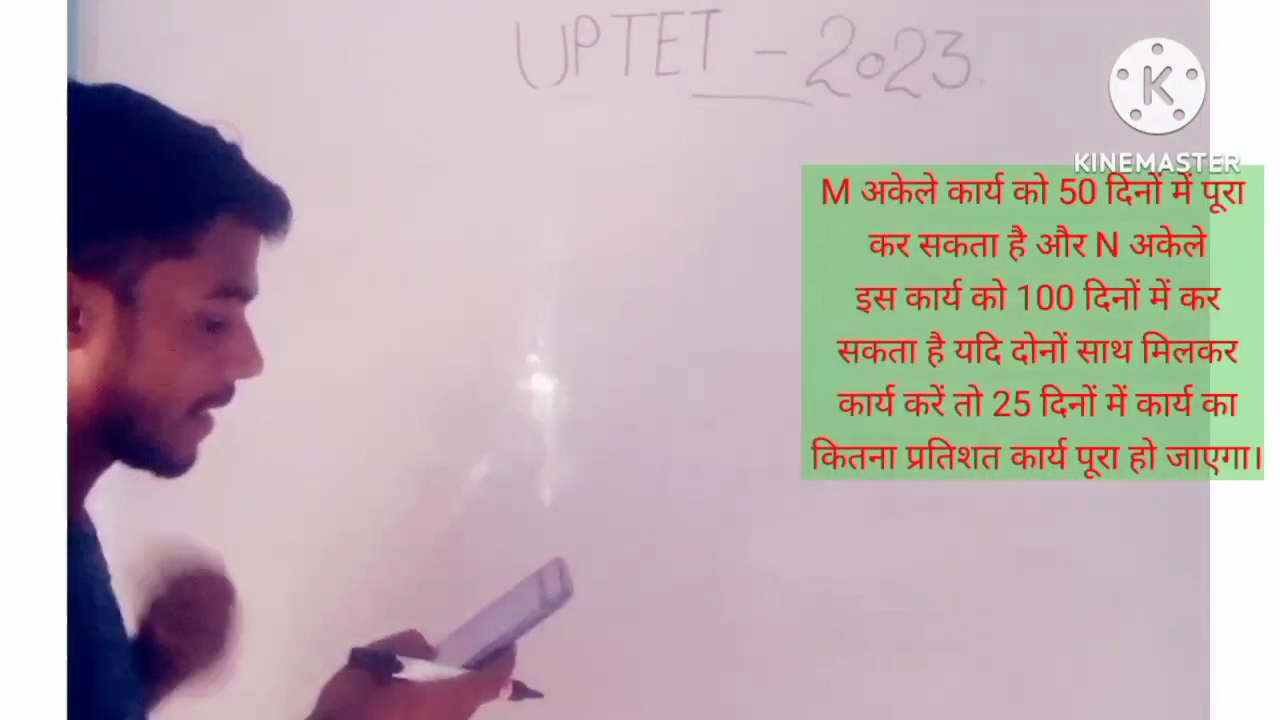 UPTET - 2023.
K
KINEMASTER
M अकेले कार्य को 50 दिनों में पूरा
कर सकता है और N अकेले
इस कार्य को 100 दिनों में कर
सकता है यदि दोनों साथ मिलकर
कार्य करें तो 25 दिनों में कार्य का
कितना प्रतिशत कार्य पूरा हो जाएगा।